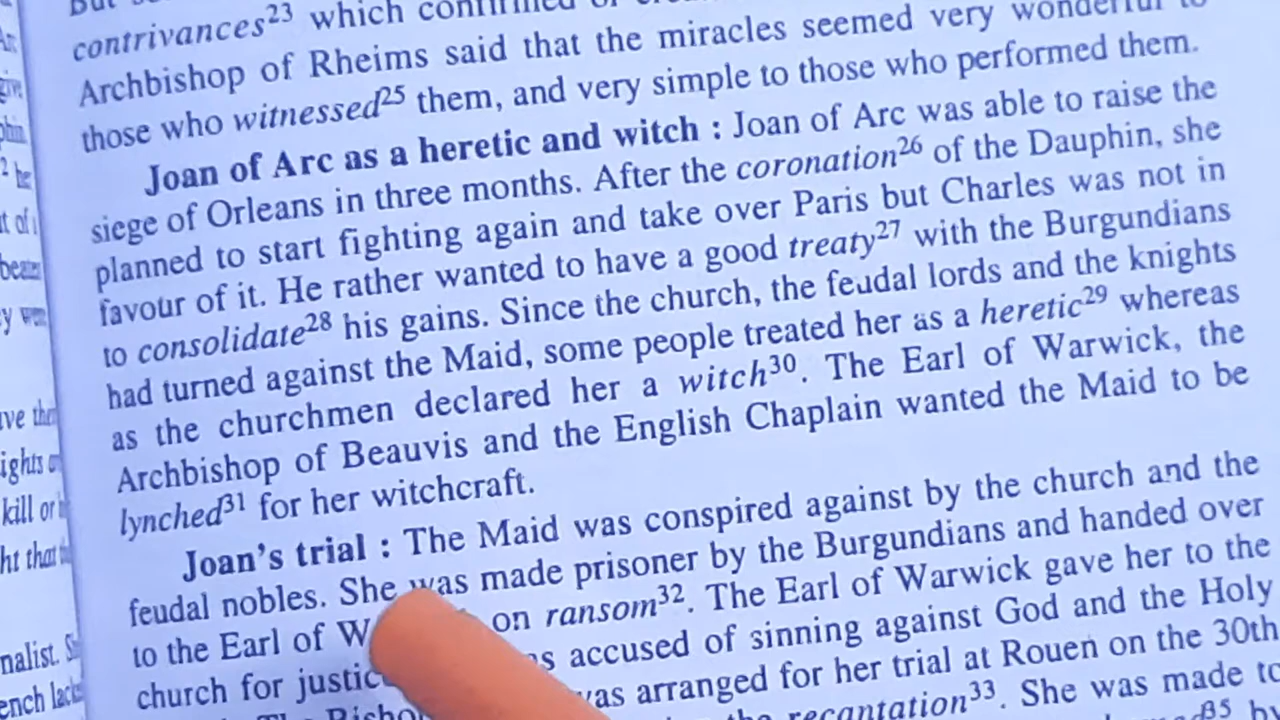 contrivances23 which
Archbishop of Rheims said that the miracles seemed very wonderful to
those who witnessed25 them, and very simple to those who performed them.
Joan of Arc as a heretic and witch : Joan of Arc was able to raise the
siege of Orleans in three months. After the coronation26 of the Dauphin, she
planned to start fighting again and take over Paris but Charles was not in
favour of it. He rather wanted to have a good treaty27 with the Burgundians
to consolidate28 his gains. Since the church, the feudal lords and the knights
had turned against the Maid, some people treated her as a heretic29 whereas
as the churchmen declared her a witch30. The Earl of Warwick, the
Archbishop of Beauvis and the English Chaplain wanted the Maid to be
lynched31 for her witchcraft.
Joan's trial : The Maid was conspired against by the church and the
feudal nobles. She was made prisoner by the Burgundians and handed over
to the Earl of on ransom32. The Earl of Warwick gave her to the
church for accused of sinning against God and the Holy
was arranged for her trial at Rouen on the 30th
recantation33. She was made to